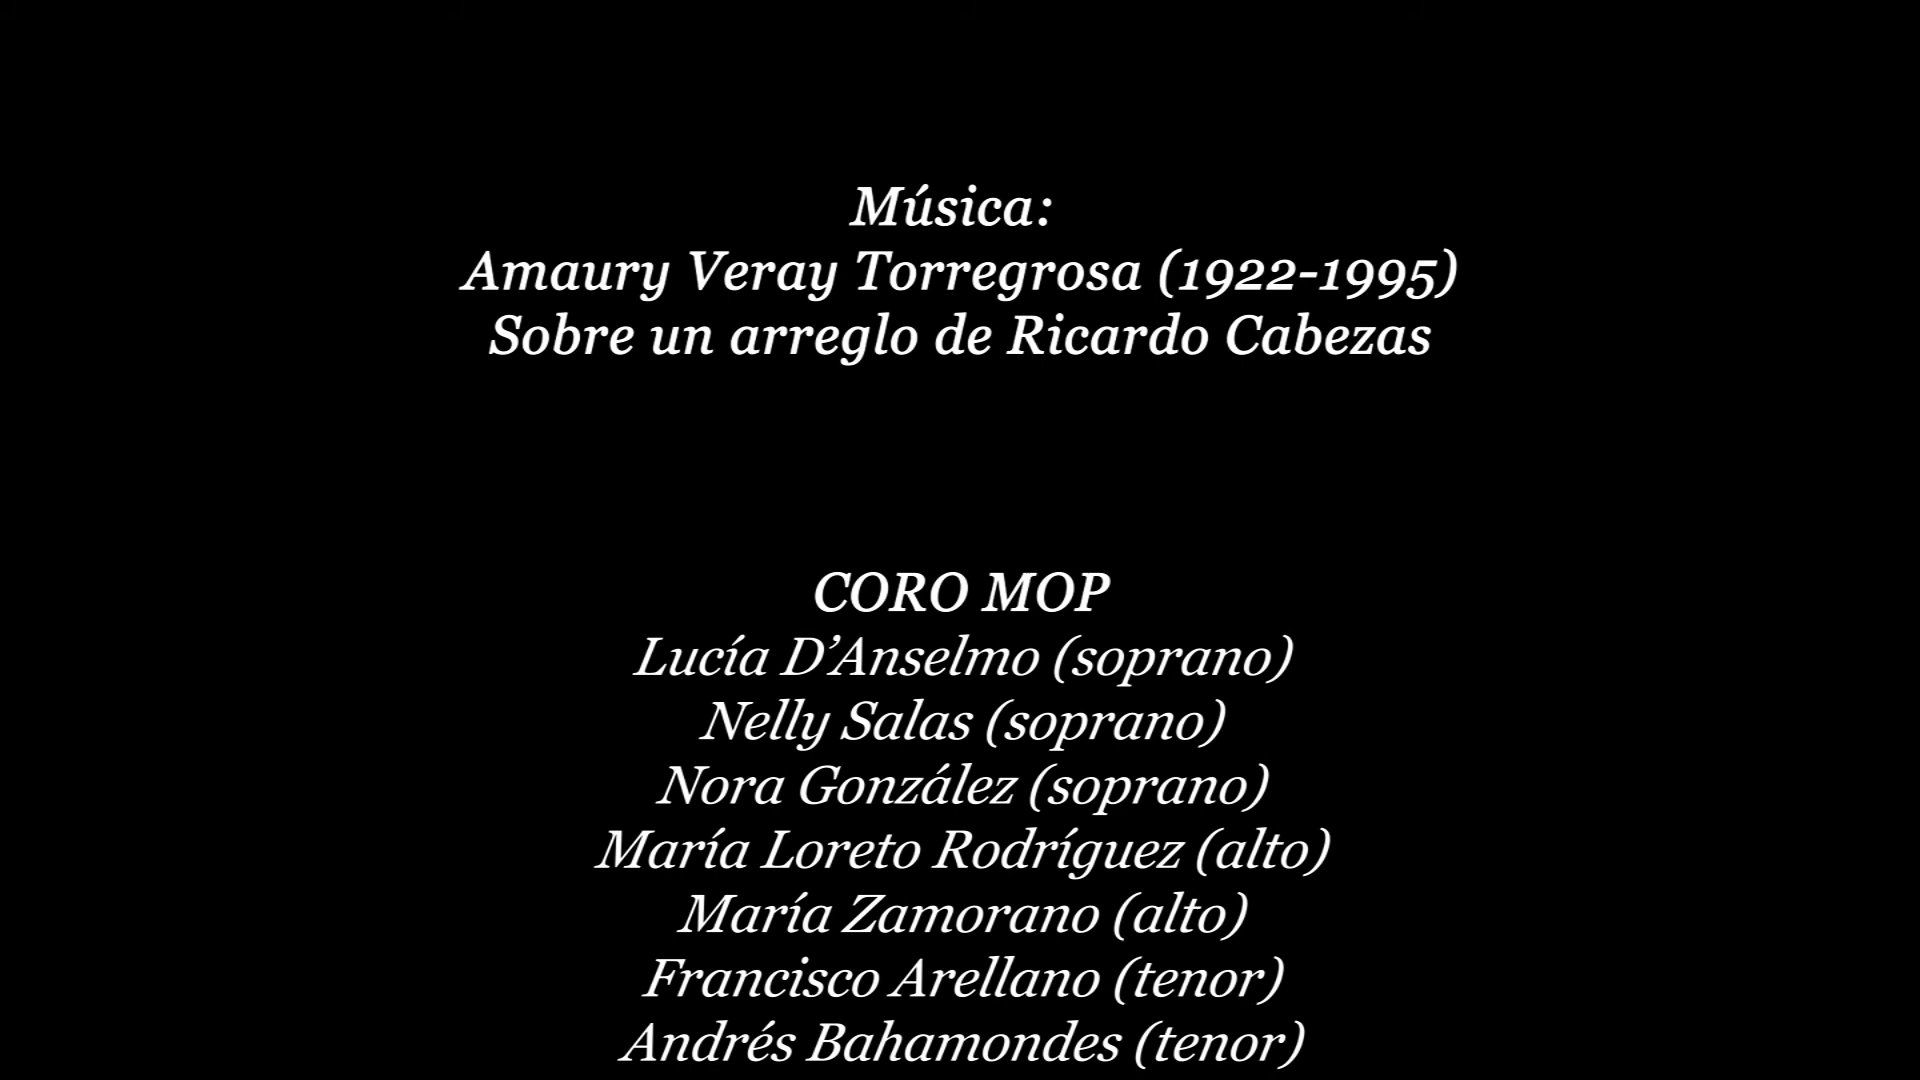 Música:
Amaury Veray Torregrosa (1922-1995)
Sobre un arreglo de Ricardo Cabezas
CORO MOP
Lucía D’Anselmo (soprano)
Nelly Salas (soprano)
Nora González (soprano)
María Loreto Rodríguez (alto)
María Zamorano (alto)
Francisco Arellano (tenor)
Andrés Bahamondes (tenor)